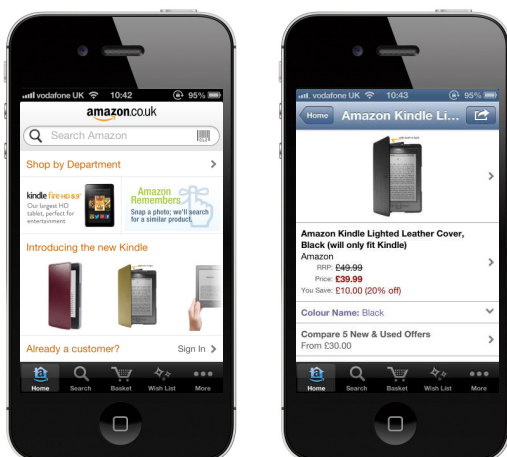 vodafone UK 10:42 95%
amazon.co.uk
Search Amazon
Shop by Department
kindle fire HD 8.9"
Our largest HD
tablet, perfect for
entertainment
Amazon
Remembers
Snap a photo; we'll search
for a similar product.
Introducing the new Kindle
Already a customer? Sign In
Home Search Basket Wish List More
vodafone UK 10:43 95%
Home Amazon Kindle Li...
Amazon Kindle Lighted Leather Cover,
Black (will only fit Kindle)
Amazon
RRP: £49.99
Price: £39.99
You Save: £10.00 (20% off)
Colour Name: Black
Compare 5 New & Used Offers
From £30.00
Home Search Basket Wish List More